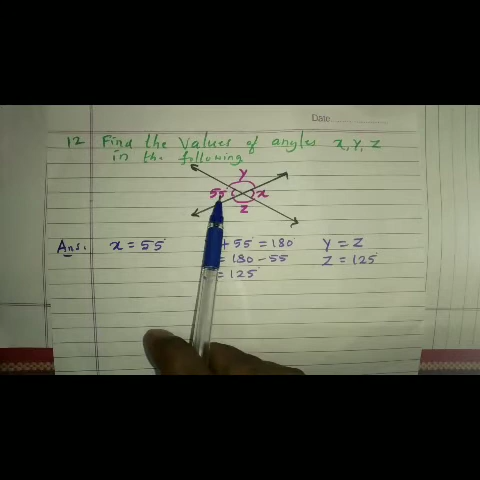 Date
12 Find the values of angles x, y, z
in the following
y
55° x
z
Ans. x = 55° + 55° = 180° y = z
= 180 - 55 z = 125°
= 125°